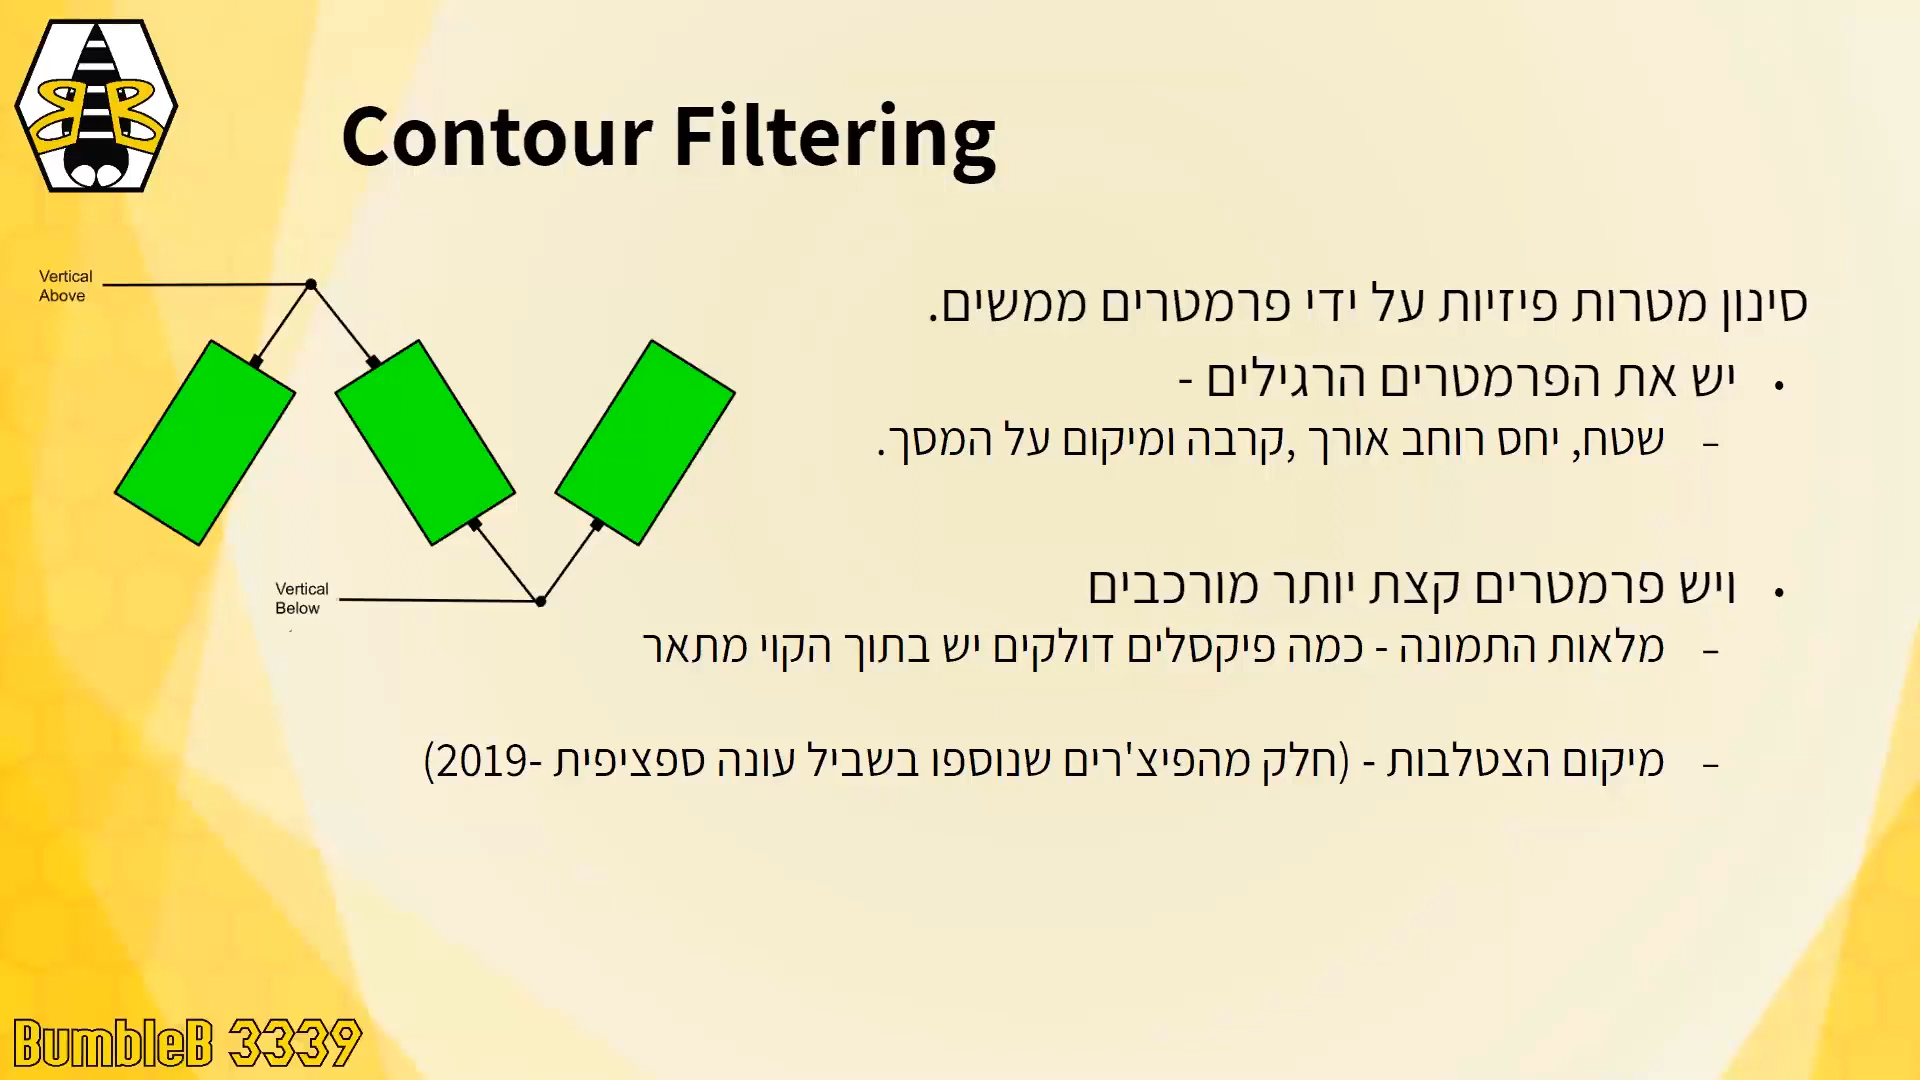 Contour Filtering
Vertical
Above
Vertical
Below
סינון מטרות פיזיות על ידי פרמטרים ממשים.
• יש את הפרמטרים הרגילים -
– שטח, יחס רוחב אורך ,קרבה ומיקום על המסך.
• ויש פרמטרים קצת יותר מורכבים
– מלאות התמונה - כמה פיקסלים דולקים יש בתוך הקוי מתאר
– מיקום הצטלבות - (חלק מהפיצ'רים שנוספו בשביל עונה ספציפית -2019)
BumbleB 3339